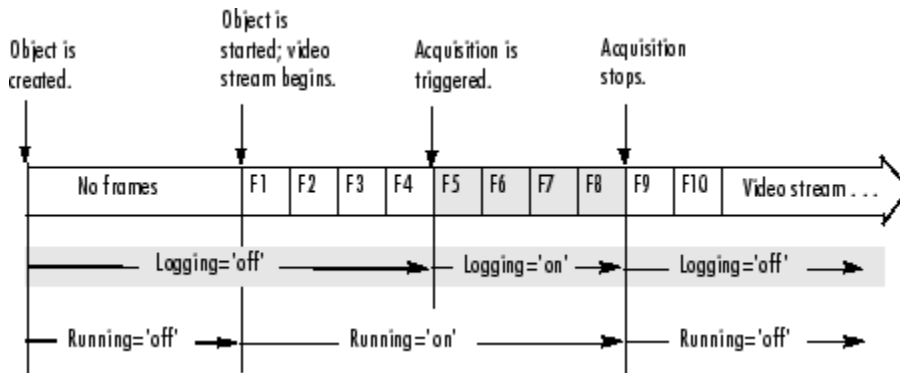 Object is
created.
Object is
started; video
stream begins.
Acquisition is
triggered.
Acquisition
stops.
No frames
F1 F2 F3 F4 F5 F6 F7 F8 F9 F10 Video stream . . .
Logging='off' Logging='on' Logging='off'
Running='off' Running='on' Running='off'